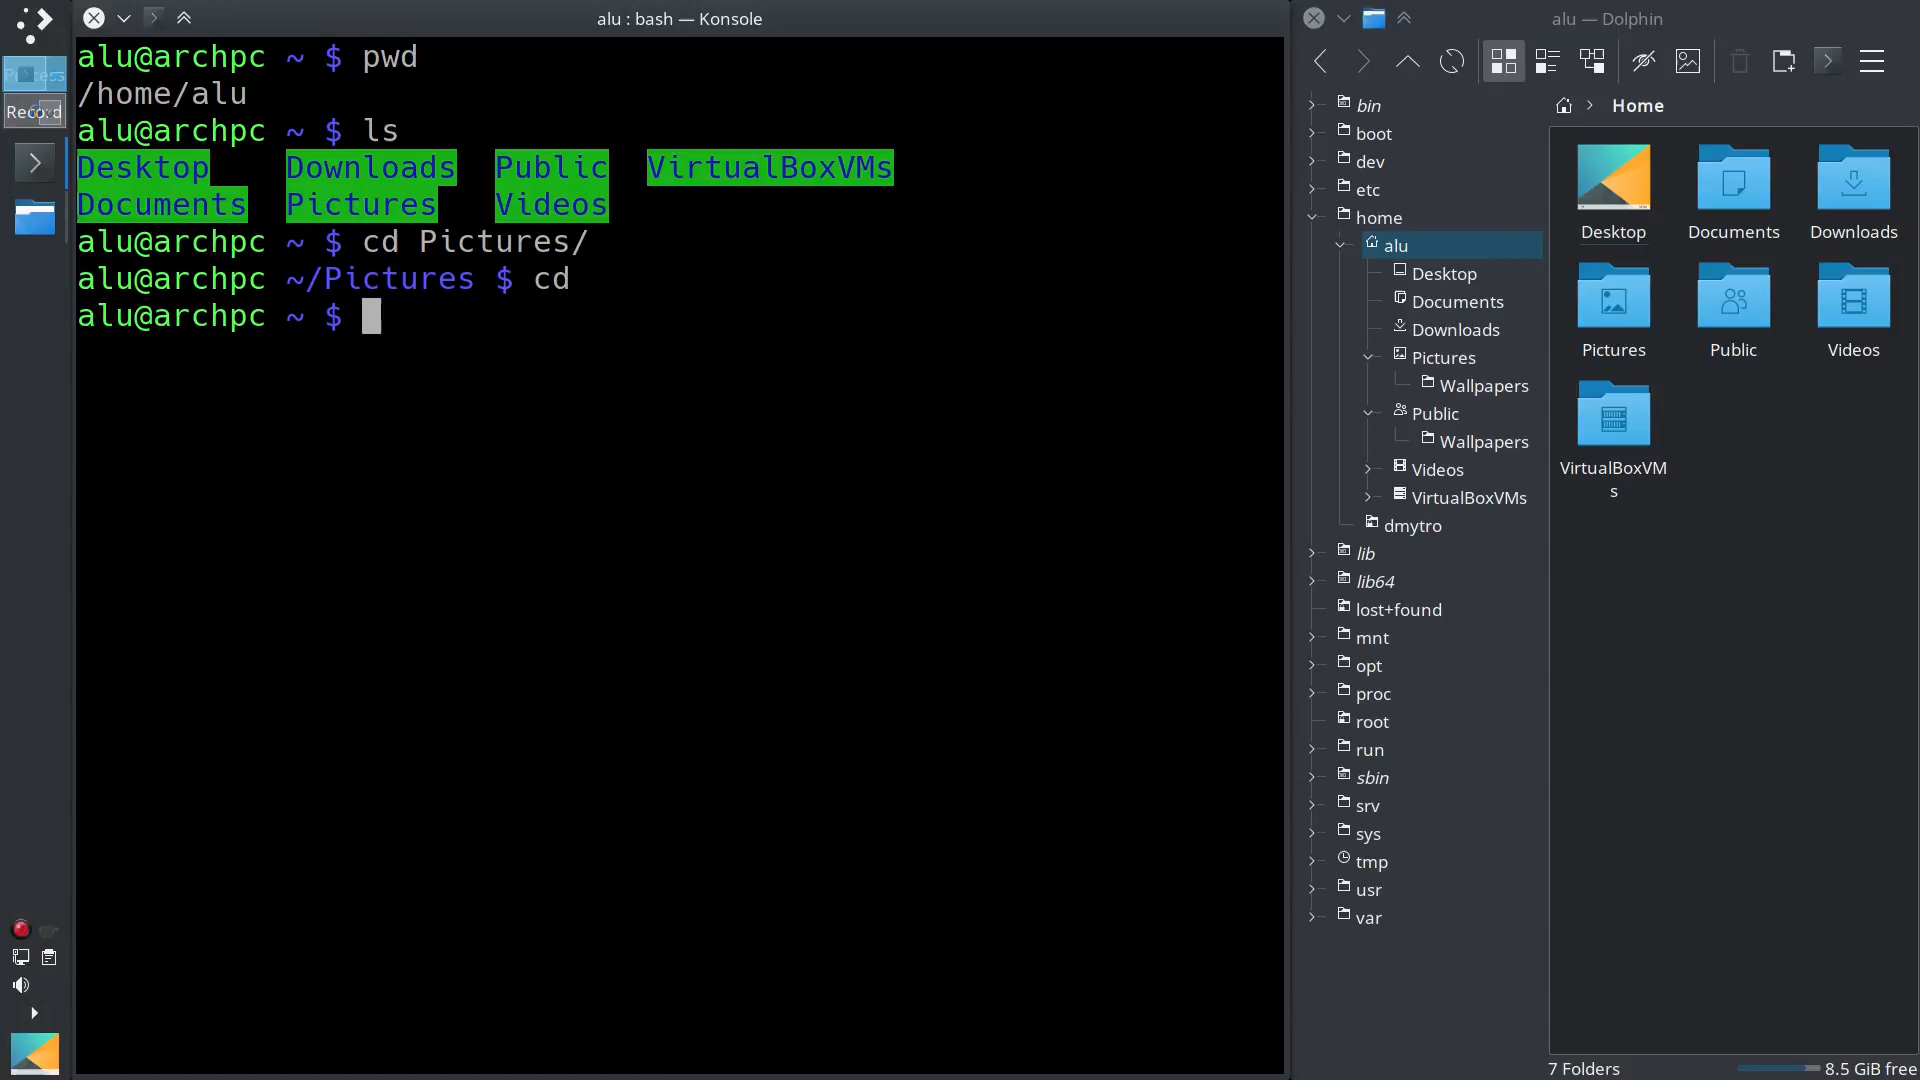 alu : bash — Konsole
alu@archpc ~ $ pwd
/home/alu
alu@archpc ~ $ ls
Desktop Downloads Public VirtualBoxVMs
Documents Pictures Videos
alu@archpc ~ $ cd Pictures/
alu@archpc ~/Pictures $ cd
alu@archpc ~ $
alu — Dolphin
bin
boot
dev
etc
home
alu
Desktop
Documents
Downloads
Pictures
Wallpapers
Public
Wallpapers
Videos
VirtualBoxVMs
dmytro
lib
lib64
lost+found
mnt
opt
proc
root
run
sbin
srv
sys
tmp
usr
var
Home
Desktop Documents Downloads
Pictures Public Videos
VirtualBoxVM
s
7 Folders 8.5 GiB free